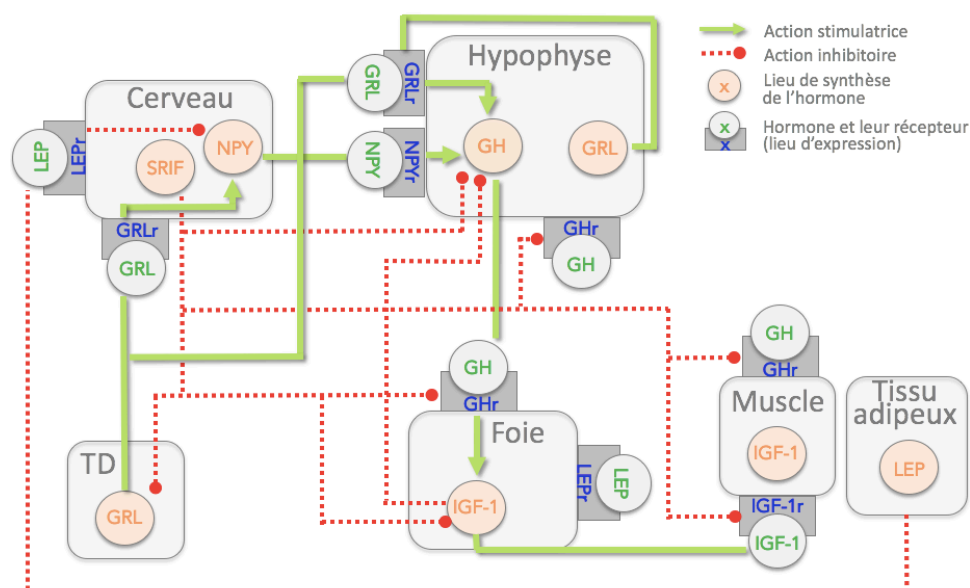 Action stimulatrice
Action inhibitoire
x
Lieu de synthèse
de l'hormone
x
x
Hormone et leur récepteur
(lieu d'expression)
Cerveau
LEP
LEPr
SRIF
NPY
GRLr
GRL
Hypophyse
GRL
GRLr
NPY
NPYr
GH
GRL
GHr
GH
TD
GRL
GH
GHr
Foie
IGF-1
LEPr
LEP
GH
GHr
Muscle
IGF-1
IGF-1r
IGF-1
Tissu
adipeux
LEP